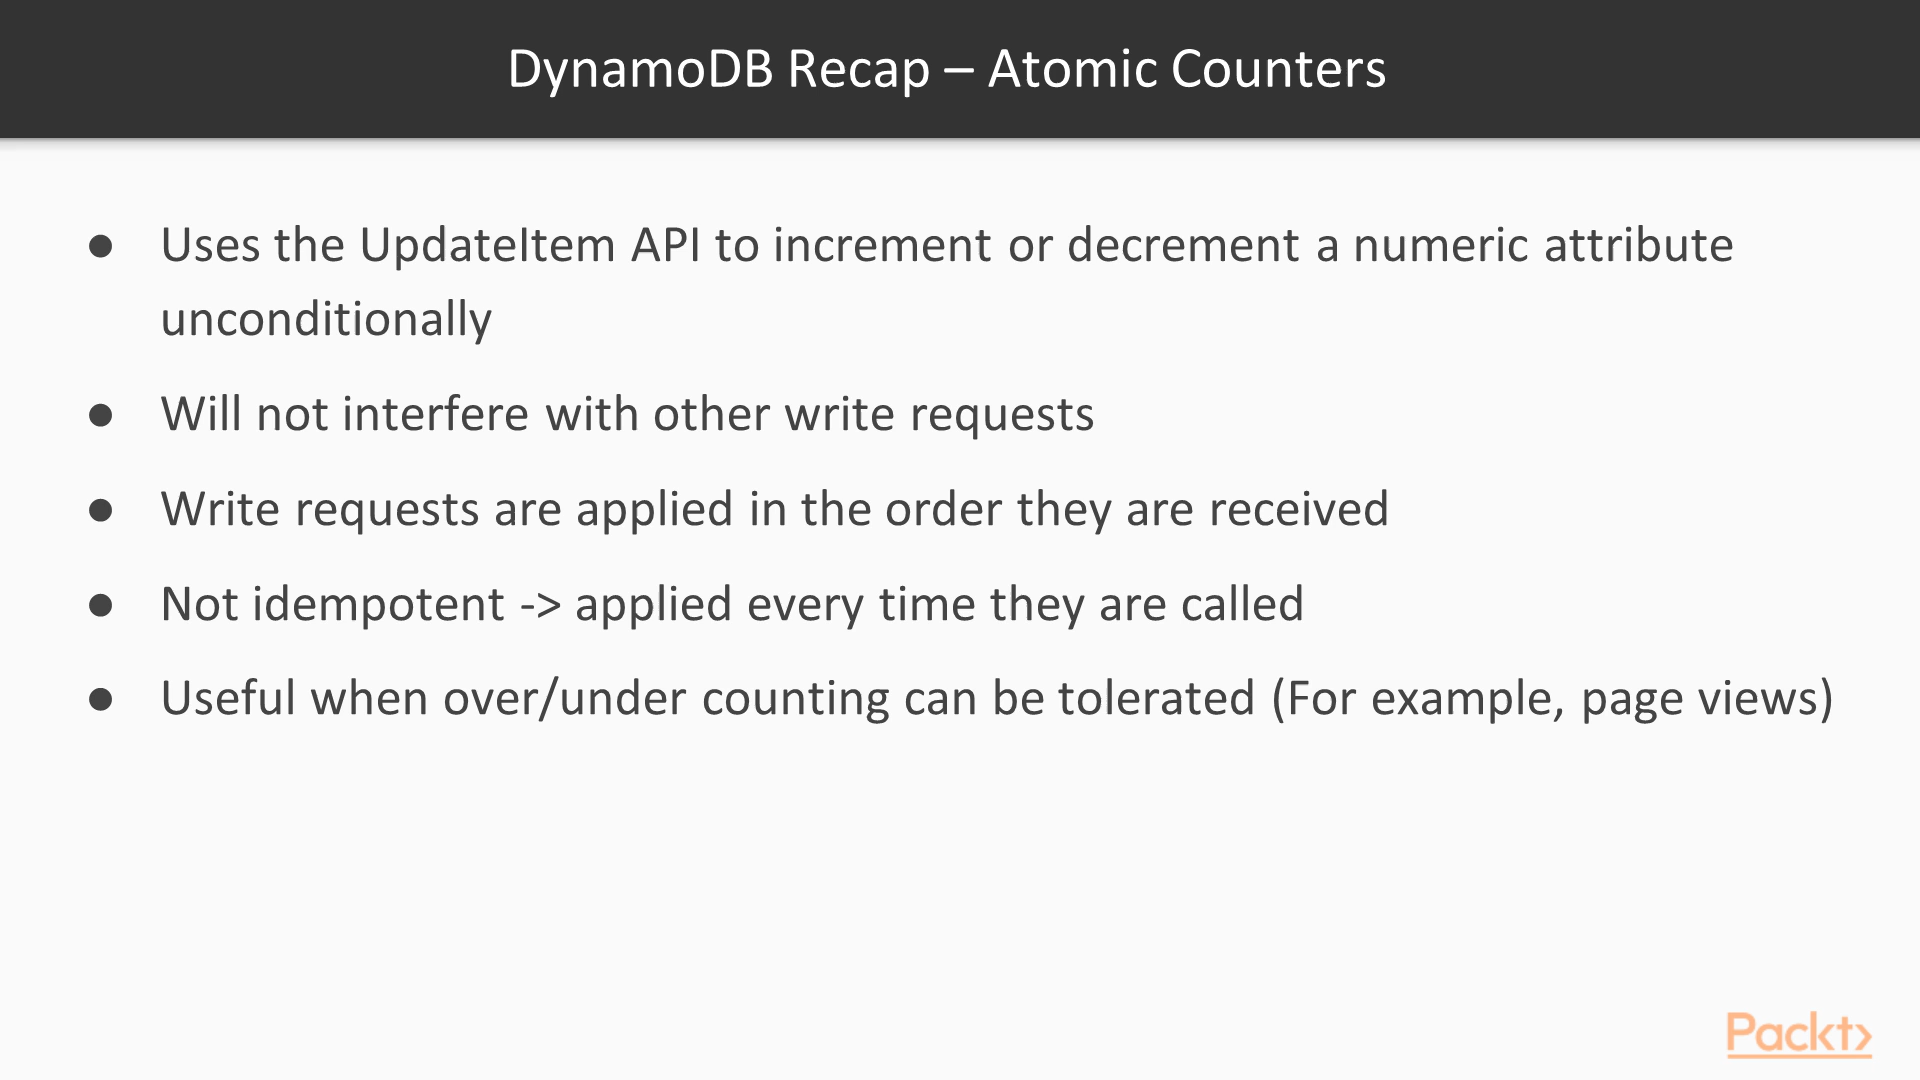 DynamoDB Recap – Atomic Counters
● Uses the UpdateItem API to increment or decrement a numeric attribute
unconditionally
● Will not interfere with other write requests
● Write requests are applied in the order they are received
● Not idempotent -> applied every time they are called
● Useful when over/under counting can be tolerated (For example, page views)
Packt>